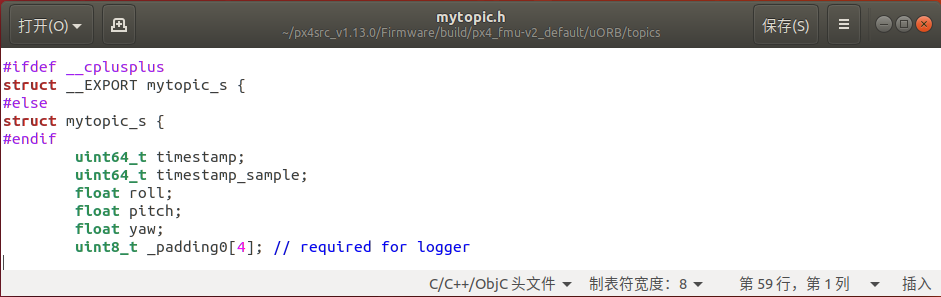 打开(O)
mytopic.h
~/px4src_v1.13.0/Firmware/build/px4_fmu-v2_default/uORB/topics
保存(S)
#ifdef __cplusplus
struct __EXPORT mytopic_s {
#else
struct mytopic_s {
#endif
        uint64_t timestamp;
        uint64_t timestamp_sample;
        float roll;
        float pitch;
        float yaw;
        uint8_t _padding0[4]; // required for logger
C/C++/ObjC 头文件 制表符宽度：8 第 59 行，第 1 列 插入